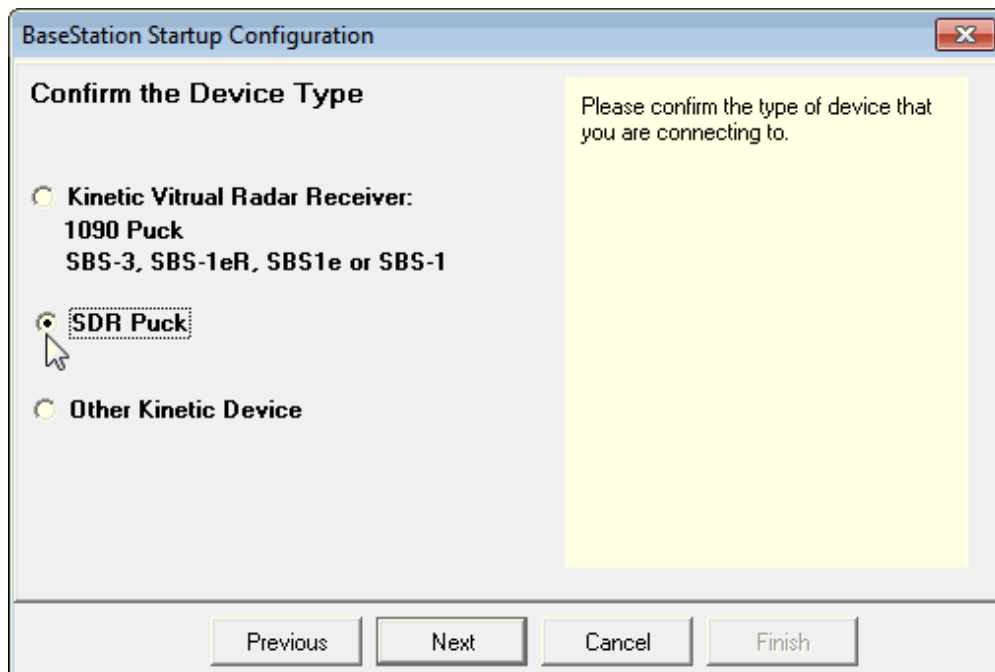 BaseStation Startup Configuration
Confirm the Device Type
Please confirm the type of device that
you are connecting to.
Kinetic Vitrual Radar Receiver:
1090 Puck
SBS-3, SBS-1eR, SBS1e or SBS-1
SDR Puck
Other Kinetic Device
Previous
Next
Cancel
Finish